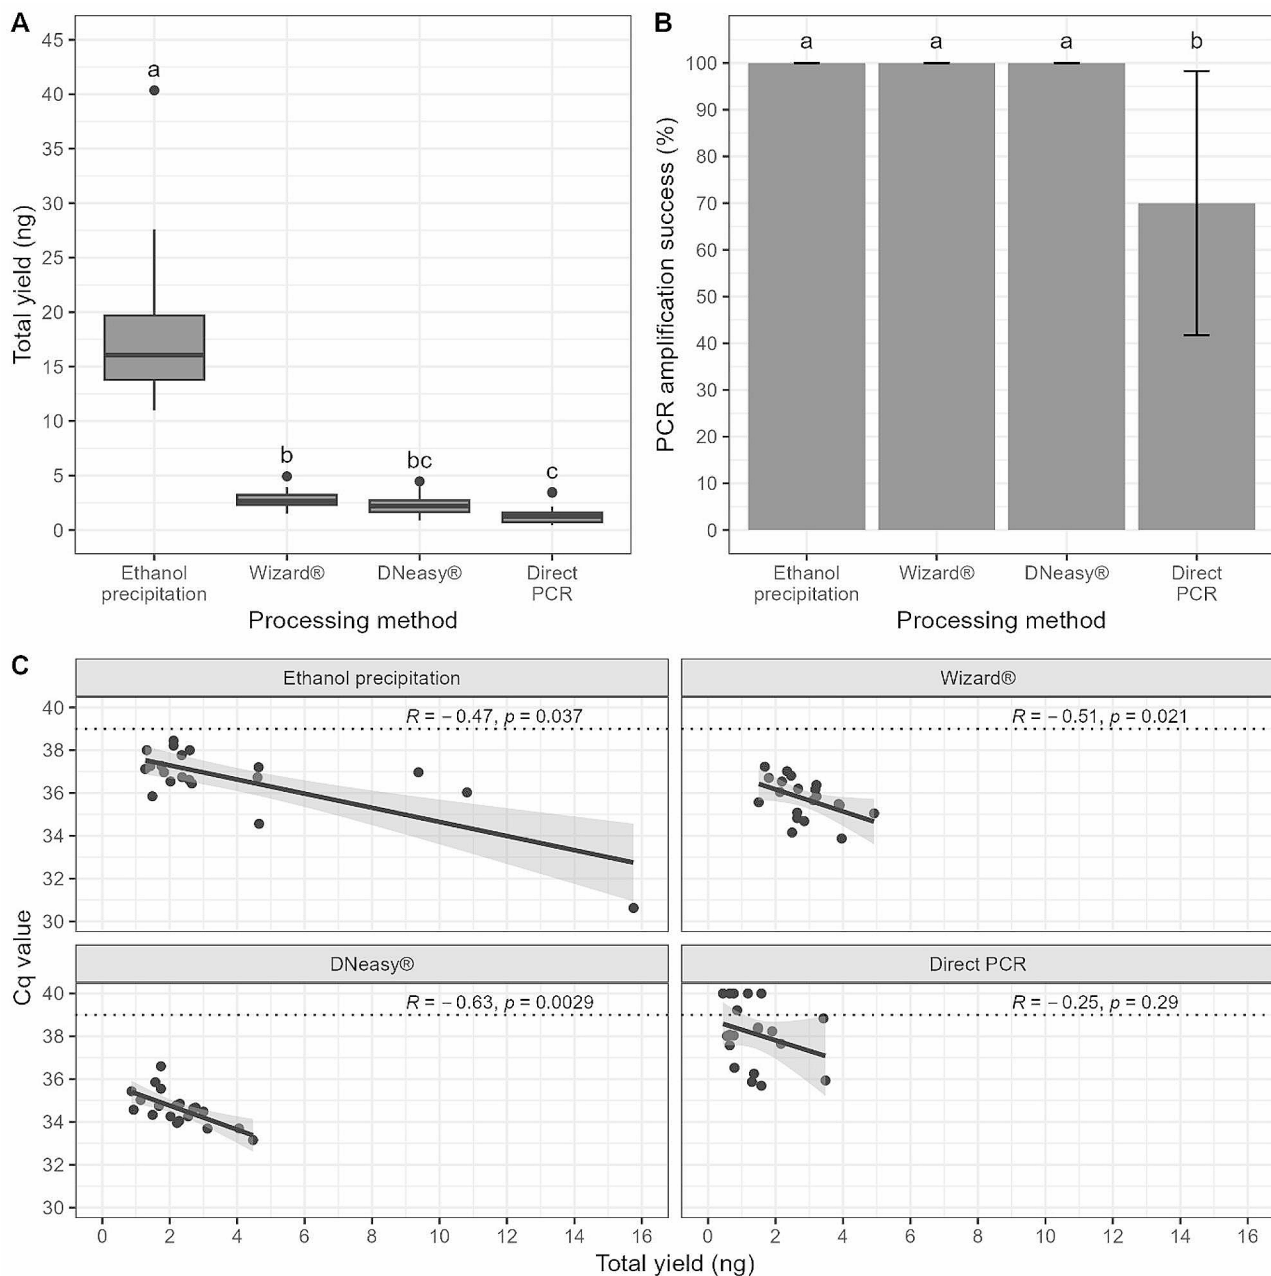 A
45
40
35
30
25
20
15
10
5
0
Total yield (ng)
a
b
bc
c
Ethanol precipitation
Wizard®
DNeasy®
Direct PCR
Processing method
B
100
90
80
70
60
50
40
30
20
10
0
PCR amplification success (%)
a
a
a
b
Ethanol precipitation
Wizard®
DNeasy®
Direct PCR
Processing method
C
Ethanol precipitation
Wizard®
R = − 0.47, p = 0.037
R = − 0.51, p = 0.021
40
38
36
34
32
30
Cq value
DNeasy®
Direct PCR
R = − 0.63, p = 0.0029
R = − 0.25, p = 0.29
40
38
36
34
32
30
0 2 4 6 8 10 12 14 16
0 2 4 6 8 10 12 14 16
Total yield (ng)